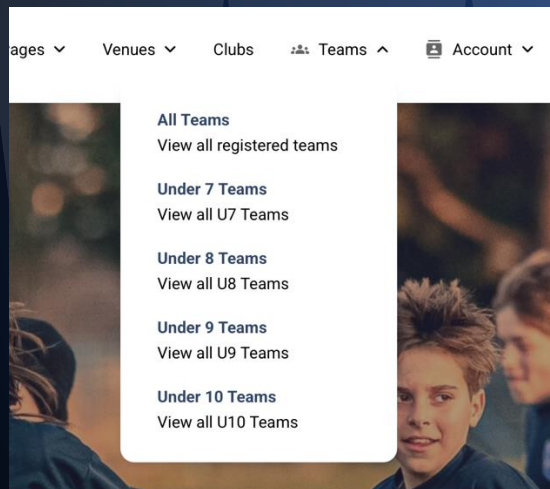 Venues
Clubs
Teams
Account
All Teams
View all registered teams
Under 7 Teams
View all U7 Teams
Under 8 Teams
View all U8 Teams
Under 9 Teams
View all U9 Teams
Under 10 Teams
View all U10 Teams